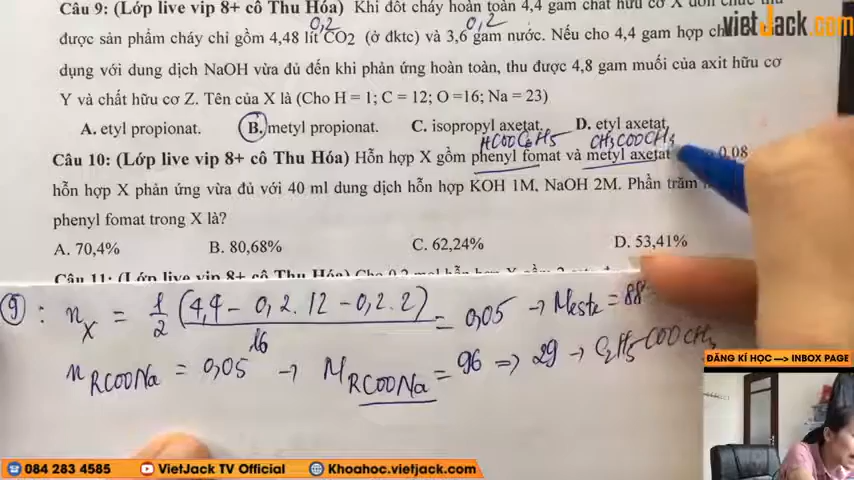 Câu 9: (Lớp live vip 8+ cô Thu Hóa) Khi đốt cháy hoàn toàn 4,4 gam chất hữu cơ X đơn chức thu
0,2 0,2
được sản phẩm cháy chỉ gồm 4,48 lít CO2 (ở đktc) và 3,6 gam nước. Nếu cho 4,4 gam hợp ch
dụng với dung dịch NaOH vừa đủ đến khi phản ứng hoàn toàn, thu được 4,8 gam muối của axit hữu cơ
Y và chất hữu cơ Z. Tên của X là (Cho H = 1; C = 12; O =16; Na = 23)
A. etyl propionat. B. metyl propionat. C. isopropyl axetat. D. etyl axetat.
HCOOC6H5 CH3COOCH3
Câu 10: (Lớp live vip 8+ cô Thu Hóa) Hỗn hợp X gồm phenyl fomat và metyl axetat 0,08
hỗn hợp X phản ứng vừa đủ với 40 ml dung dịch hỗn hợp KOH 1M, NaOH 2M. Phần trăm
phenyl fomat trong X là?
A. 70,4% B. 80,68% C. 62,24% D. 53,41%
Câu 11: (Lớp live vip 8+ cô Thu Hóa) Cho 0,2 mol hỗn hợp X
9 : nX = 1/2 (4,4 - 0,2.12 - 0,2.2)/16 = 0,05 → Meste = 88
nRCOONa = 0,05 → MRCOONa = 96 => 29 → C2H5-COOCH3
vietJack.com
ĐĂNG KÍ HỌC —> INBOX PAGE
084 283 4585 VietJack TV Official Khoahoc.vietjack.com